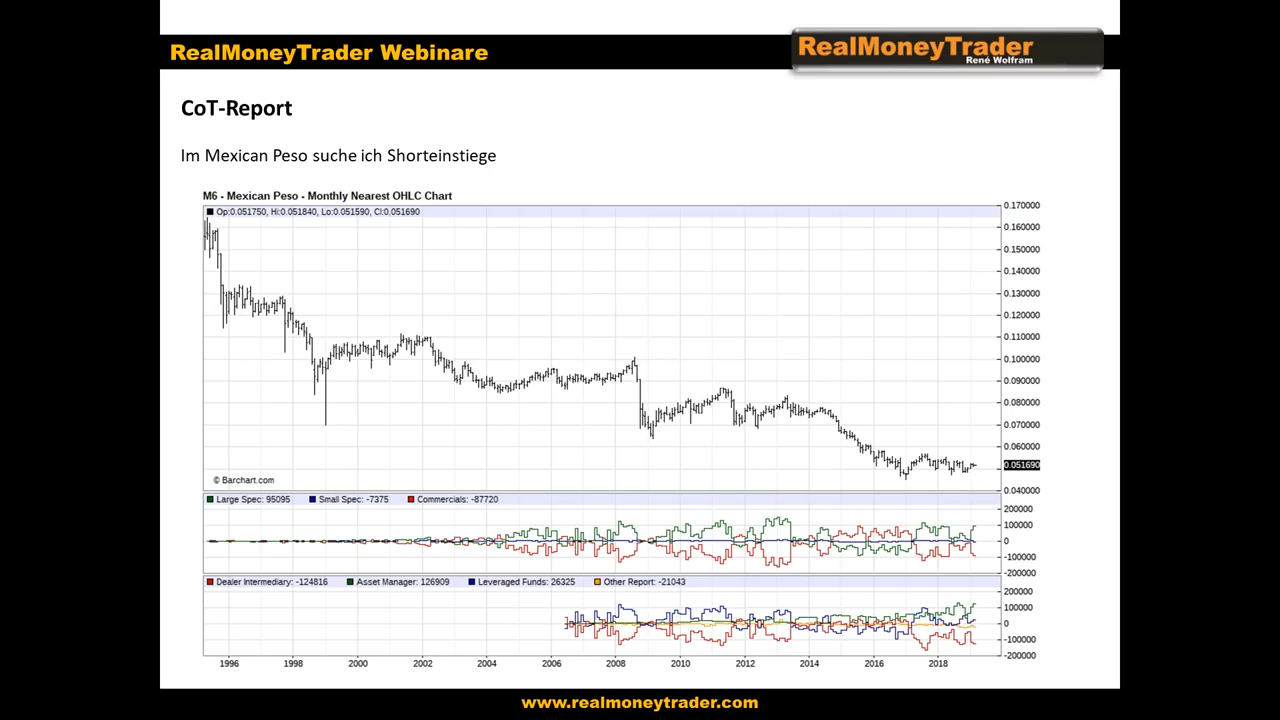 RealMoneyTrader Webinare
RealMoneyTrader
René Wolfram
CoT-Report
Im Mexican Peso suche ich Shorteinstiege
M6 - Mexican Peso - Monthly Nearest OHLC Chart
Op:0.051750, Hi:0.051840, Lo:0.051590, Cl:0.051690
0.170000
0.160000
0.150000
0.140000
0.130000
0.120000
0.110000
0.100000
0.090000
0.080000
0.070000
0.060000
0.051690
0.040000
© Barchart.com
Large Spec: 95095 Small Spec: -7375 Commercials: -87720
200000
100000
0
-100000
-200000
Dealer Intermediary: -124816 Asset Manager: 126909 Leveraged Funds: 26325 Other Report: -21043
200000
100000
0
-100000
-200000
1996 1998 2000 2002 2004 2006 2008 2010 2012 2014 2016 2018
www.realmoneytrader.com